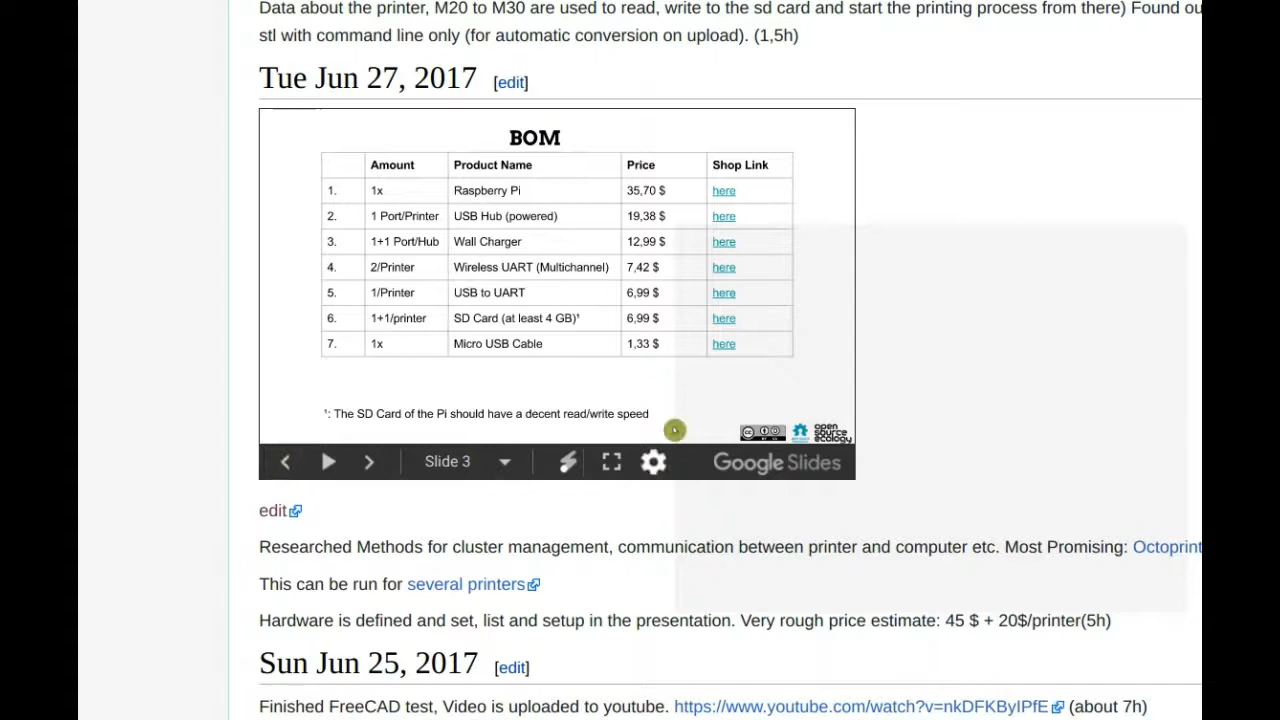 Data about the printer, M20 to M30 are used to read, write to the sd card and start the printing process from there) Found ou
stl with command line only (for automatic conversion on upload). (1,5h)
Tue Jun 27, 2017 [edit]
BOM
Amount Product Name Price Shop Link
1. 1x Raspberry Pi 35,70 $ here
2. 1 Port/Printer USB Hub (powered) 19,38 $ here
3. 1+1 Port/Hub Wall Charger 12,99 $ here
4. 2/Printer Wireless UART (Multichannel) 7,42 $ here
5. 1/Printer USB to UART 6,99 $ here
6. 1+1/printer SD Card (at least 4 GB)¹ 6,99 $ here
7. 1x Micro USB Cable 1,33 $ here
¹: The SD Card of the Pi should have a decent read/write speed
open
source
ecology
Slide 3 Google Slides
edit
Researched Methods for cluster management, communication between printer and computer etc. Most Promising: Octoprint
This can be run for several printers
Hardware is defined and set, list and setup in the presentation. Very rough price estimate: 45 $ + 20$/printer(5h)
Sun Jun 25, 2017 [edit]
Finished FreeCAD test, Video is uploaded to youtube. https://www.youtube.com/watch?v=nkDFKByIPfE (about 7h)